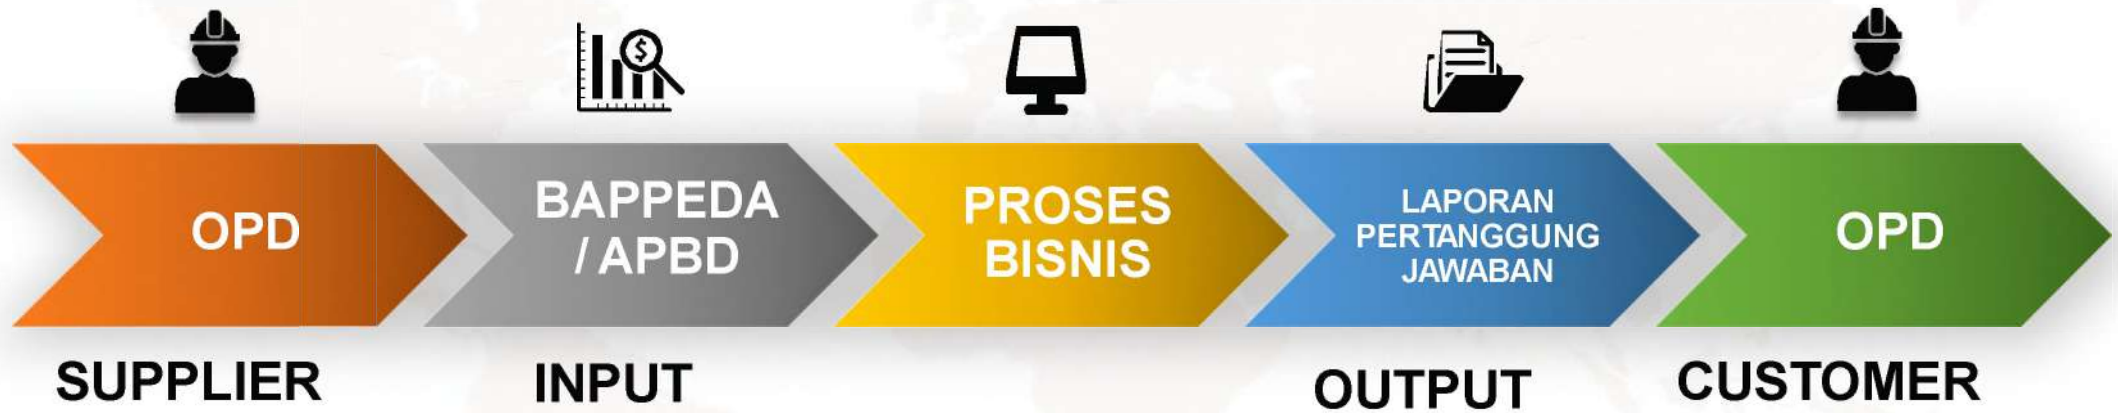 OPD
BAPPEDA
/ APBD
PROSES
BISNIS
LAPORAN
PERTANGGUNG
JAWABAN
OPD
SUPPLIER
INPUT
OUTPUT
CUSTOMER